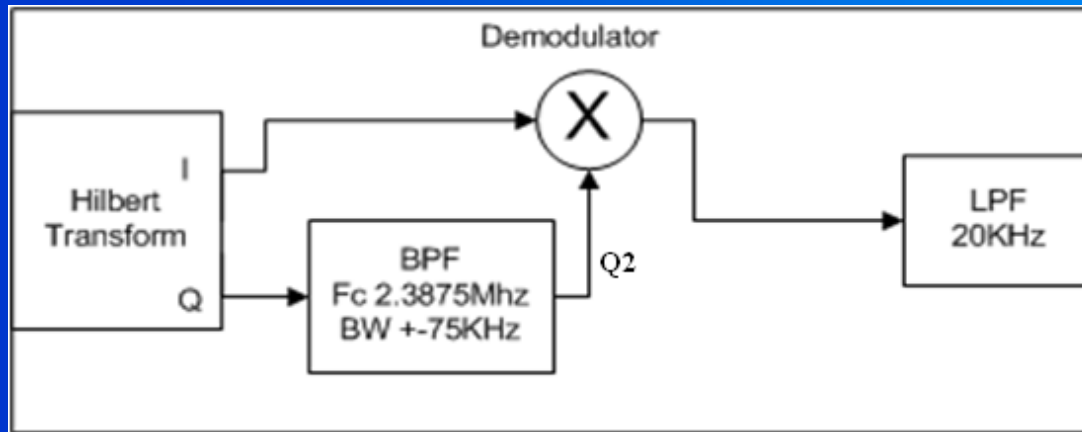 Demodulator
X
I
Hilbert
Transform
Q
BPF
Fc 2.3875Mhz
BW +-75KHz
Q2
LPF
20KHz